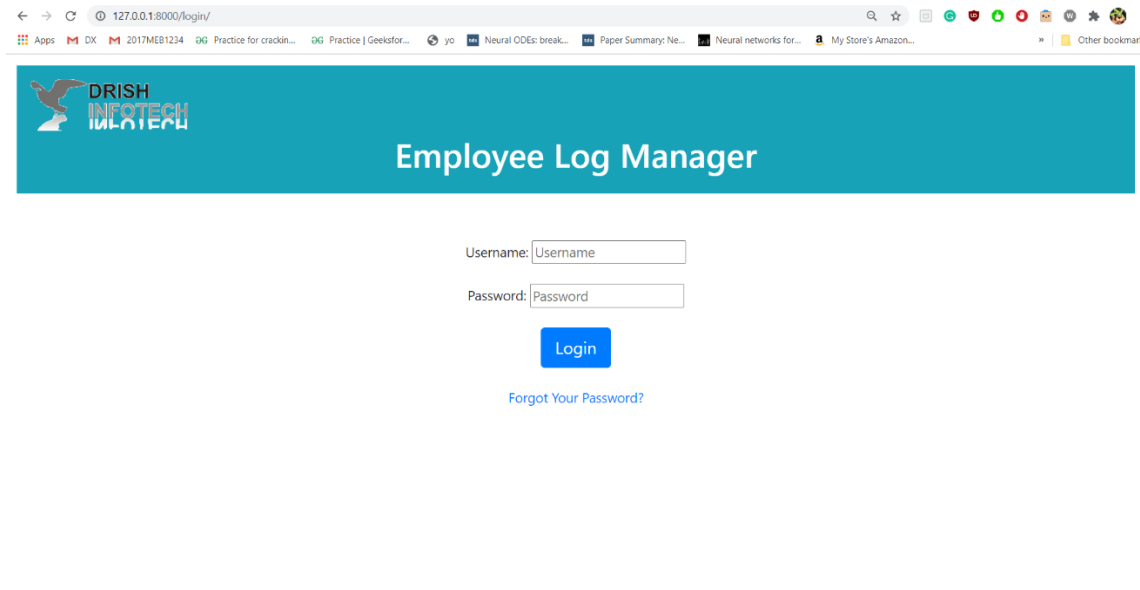 127.0.0.1:8000/login/
Apps DX 2017MEB1234 Practice for crackin... Practice | Geeksfor... yo Neural ODEs: break... Paper Summary: Ne... Neural networks for... My Store's Amazon... » Other bookmar
DRISH
INFOTECH
Employee Log Manager
Username: Username
Password: Password
Login
Forgot Your Password?